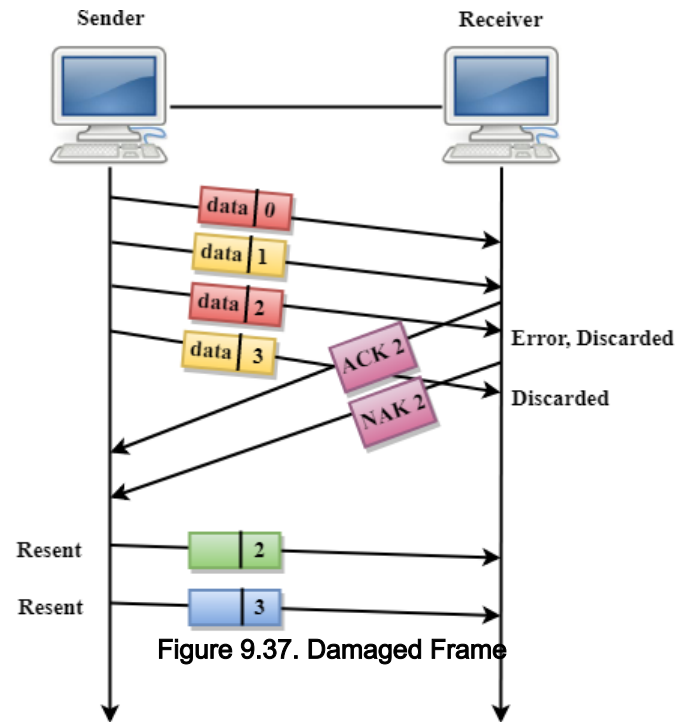 Sender
Receiver
data 0
data 1
data 2
Error, Discarded
data 3
ACK 2
Discarded
NAK 2
Resent
2
Resent
3
Figure 9.37. Damaged Frame